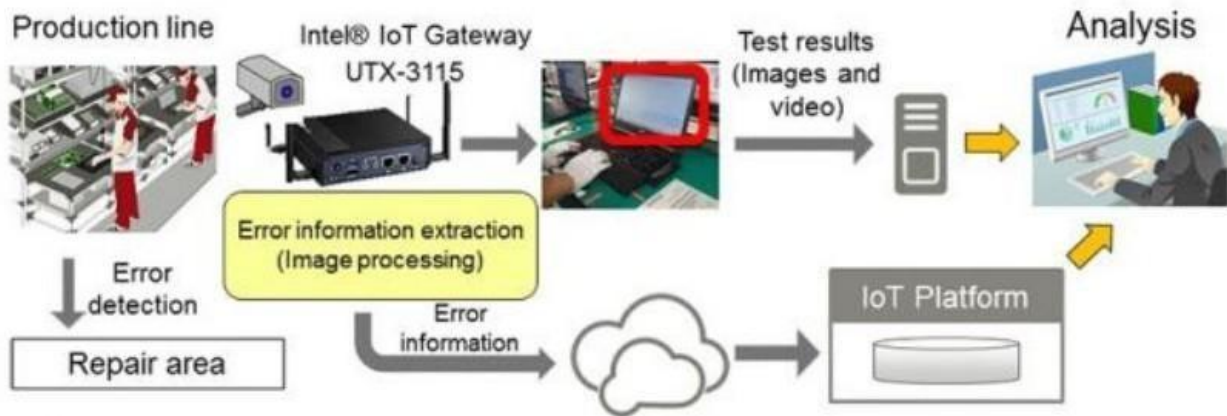 Production line
Intel® IoT Gateway
UTX-3115
Test results
(Images and
video)
Analysis
Error information extraction
(Image processing)
Error
detection
Repair area
Error
information
IoT Platform